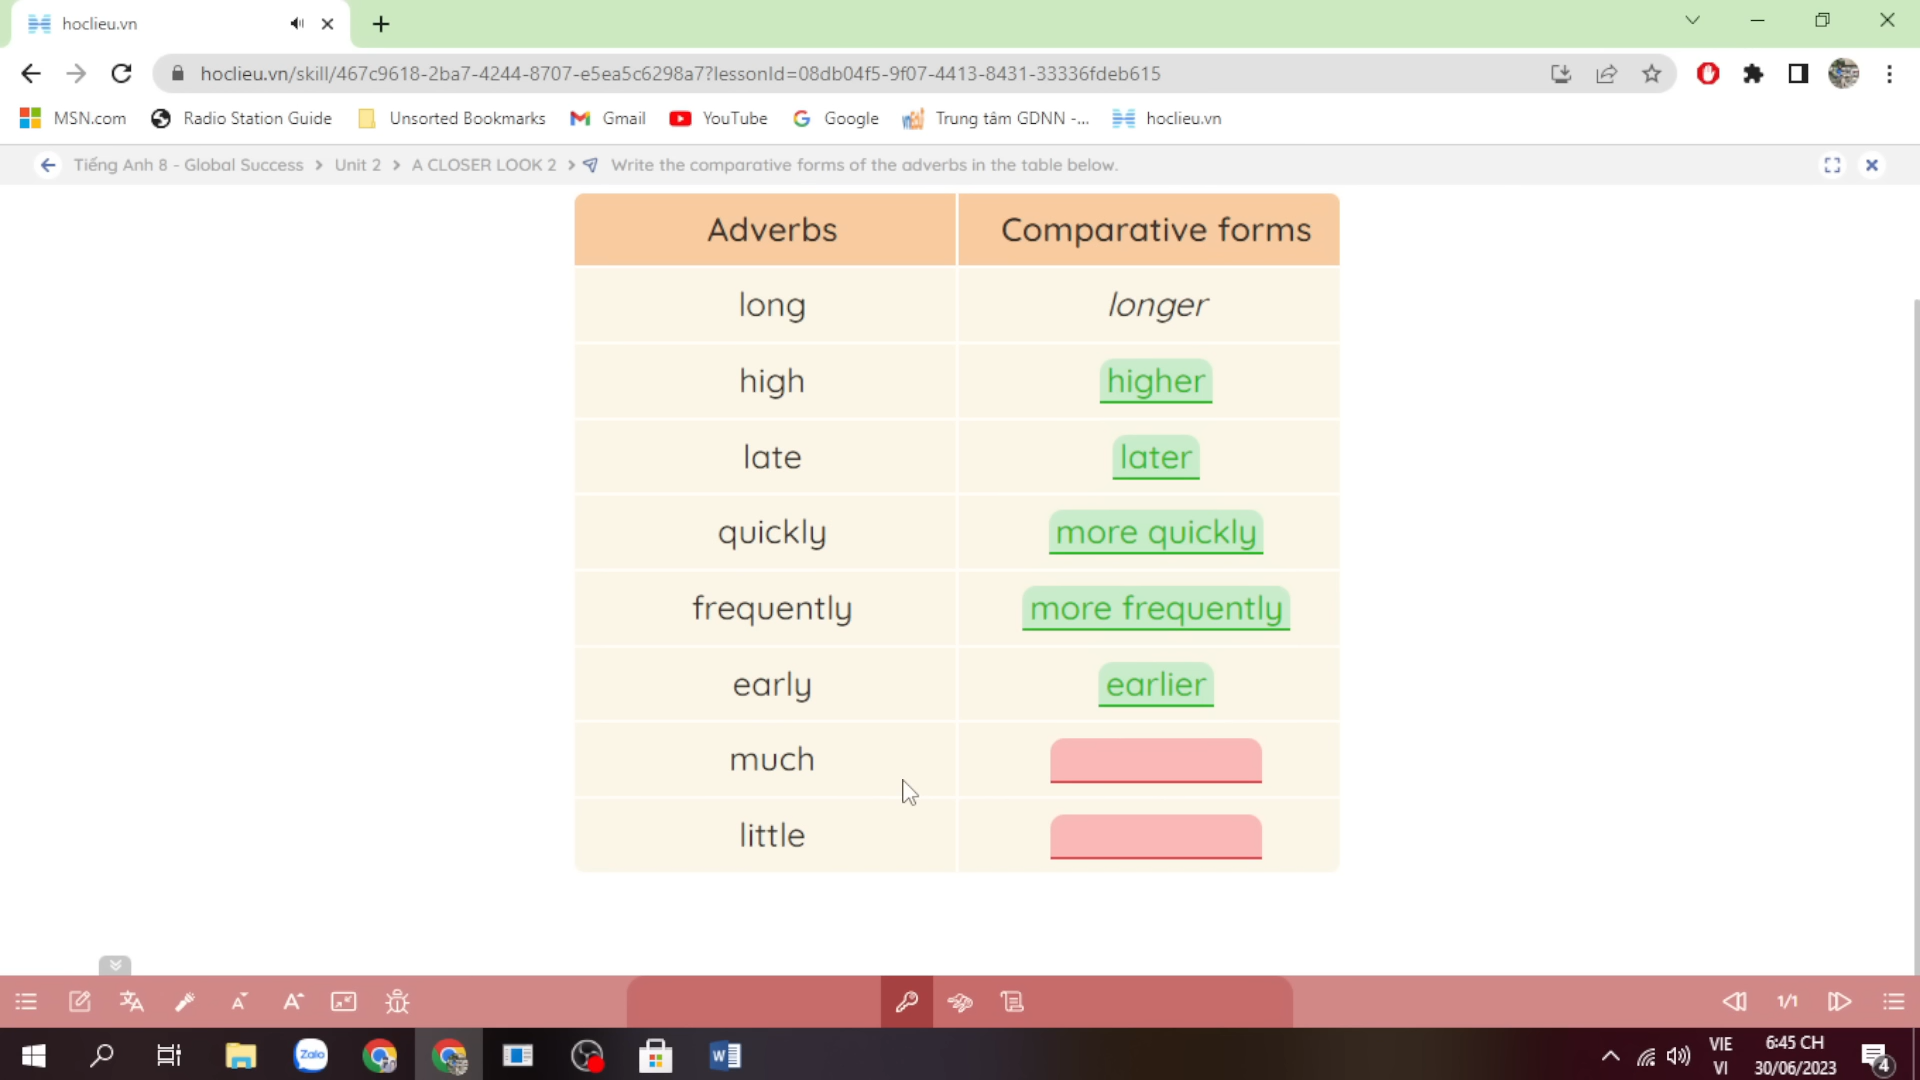 hoclieu.vn
hoclieu.vn/skill/467c9618-2ba7-4244-8707-e5ea5c6298a7?lessonId=08db04f5-9f07-4413-8431-33336fdeb615
MSN.com Radio Station Guide Unsorted Bookmarks Gmail YouTube Google Trung tâm GDNN -... hoclieu.vn
Tiếng Anh 8 - Global Success > Unit 2 > A CLOSER LOOK 2 > Write the comparative forms of the adverbs in the table below.
Adverbs Comparative forms
long longer
high higher
late later
quickly more quickly
frequently more frequently
early earlier
much
little
1/1
Zalo
VIE 6:45 CH
VI 30/06/2023 4